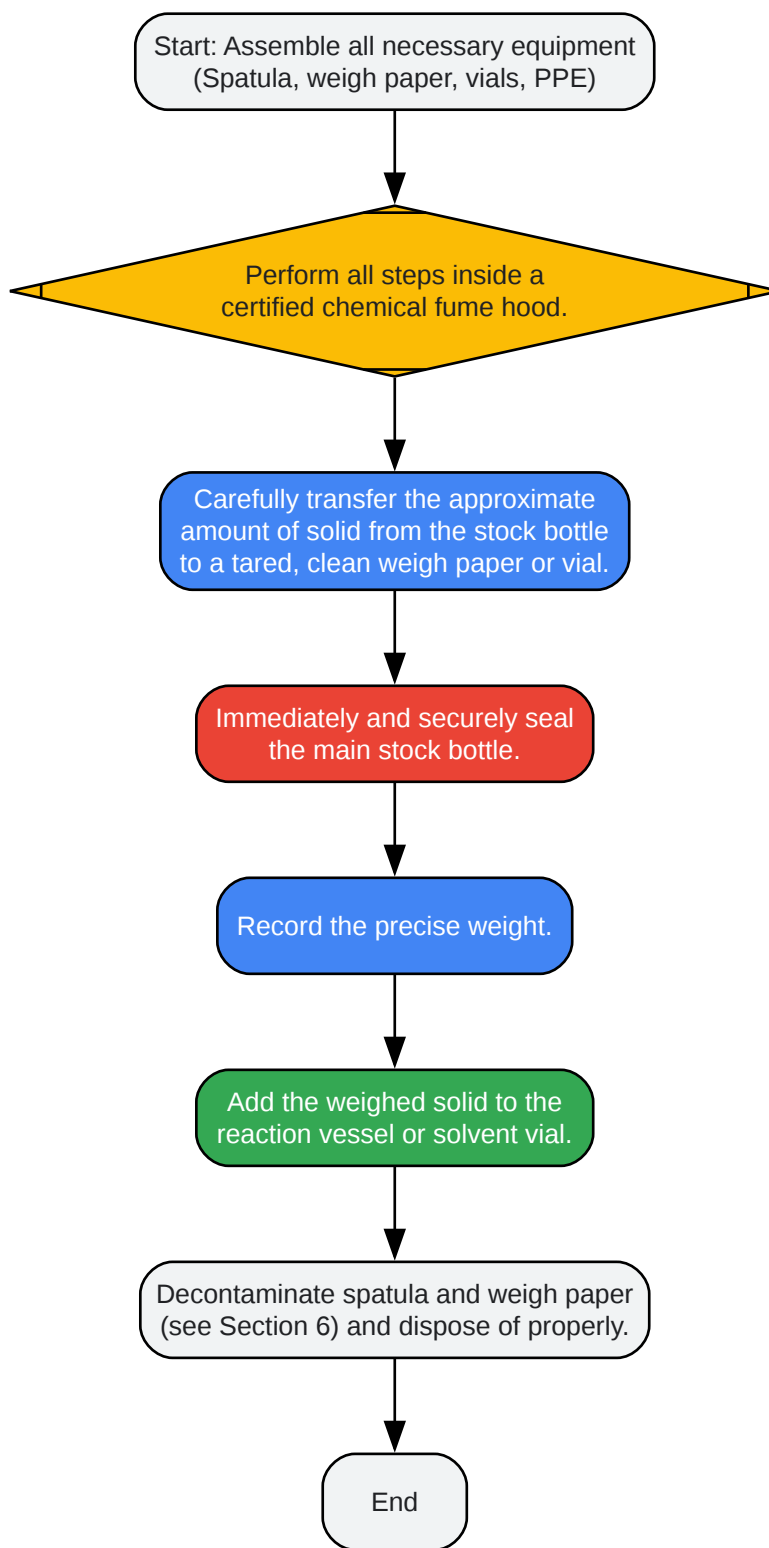 Start: Assemble all necessary equipment
(Spatula, weigh paper, vials, PPE)
Perform all steps inside a
certified chemical fume hood.
Carefully transfer the approximate
amount of solid from the stock bottle
to a tared, clean weigh paper or vial.
Immediately and securely seal
the main stock bottle.
Record the precise weight.
Add the weighed solid to the
reaction vessel or solvent vial.
Decontaminate spatula and weigh paper
(see Section 6) and dispose of properly.
End